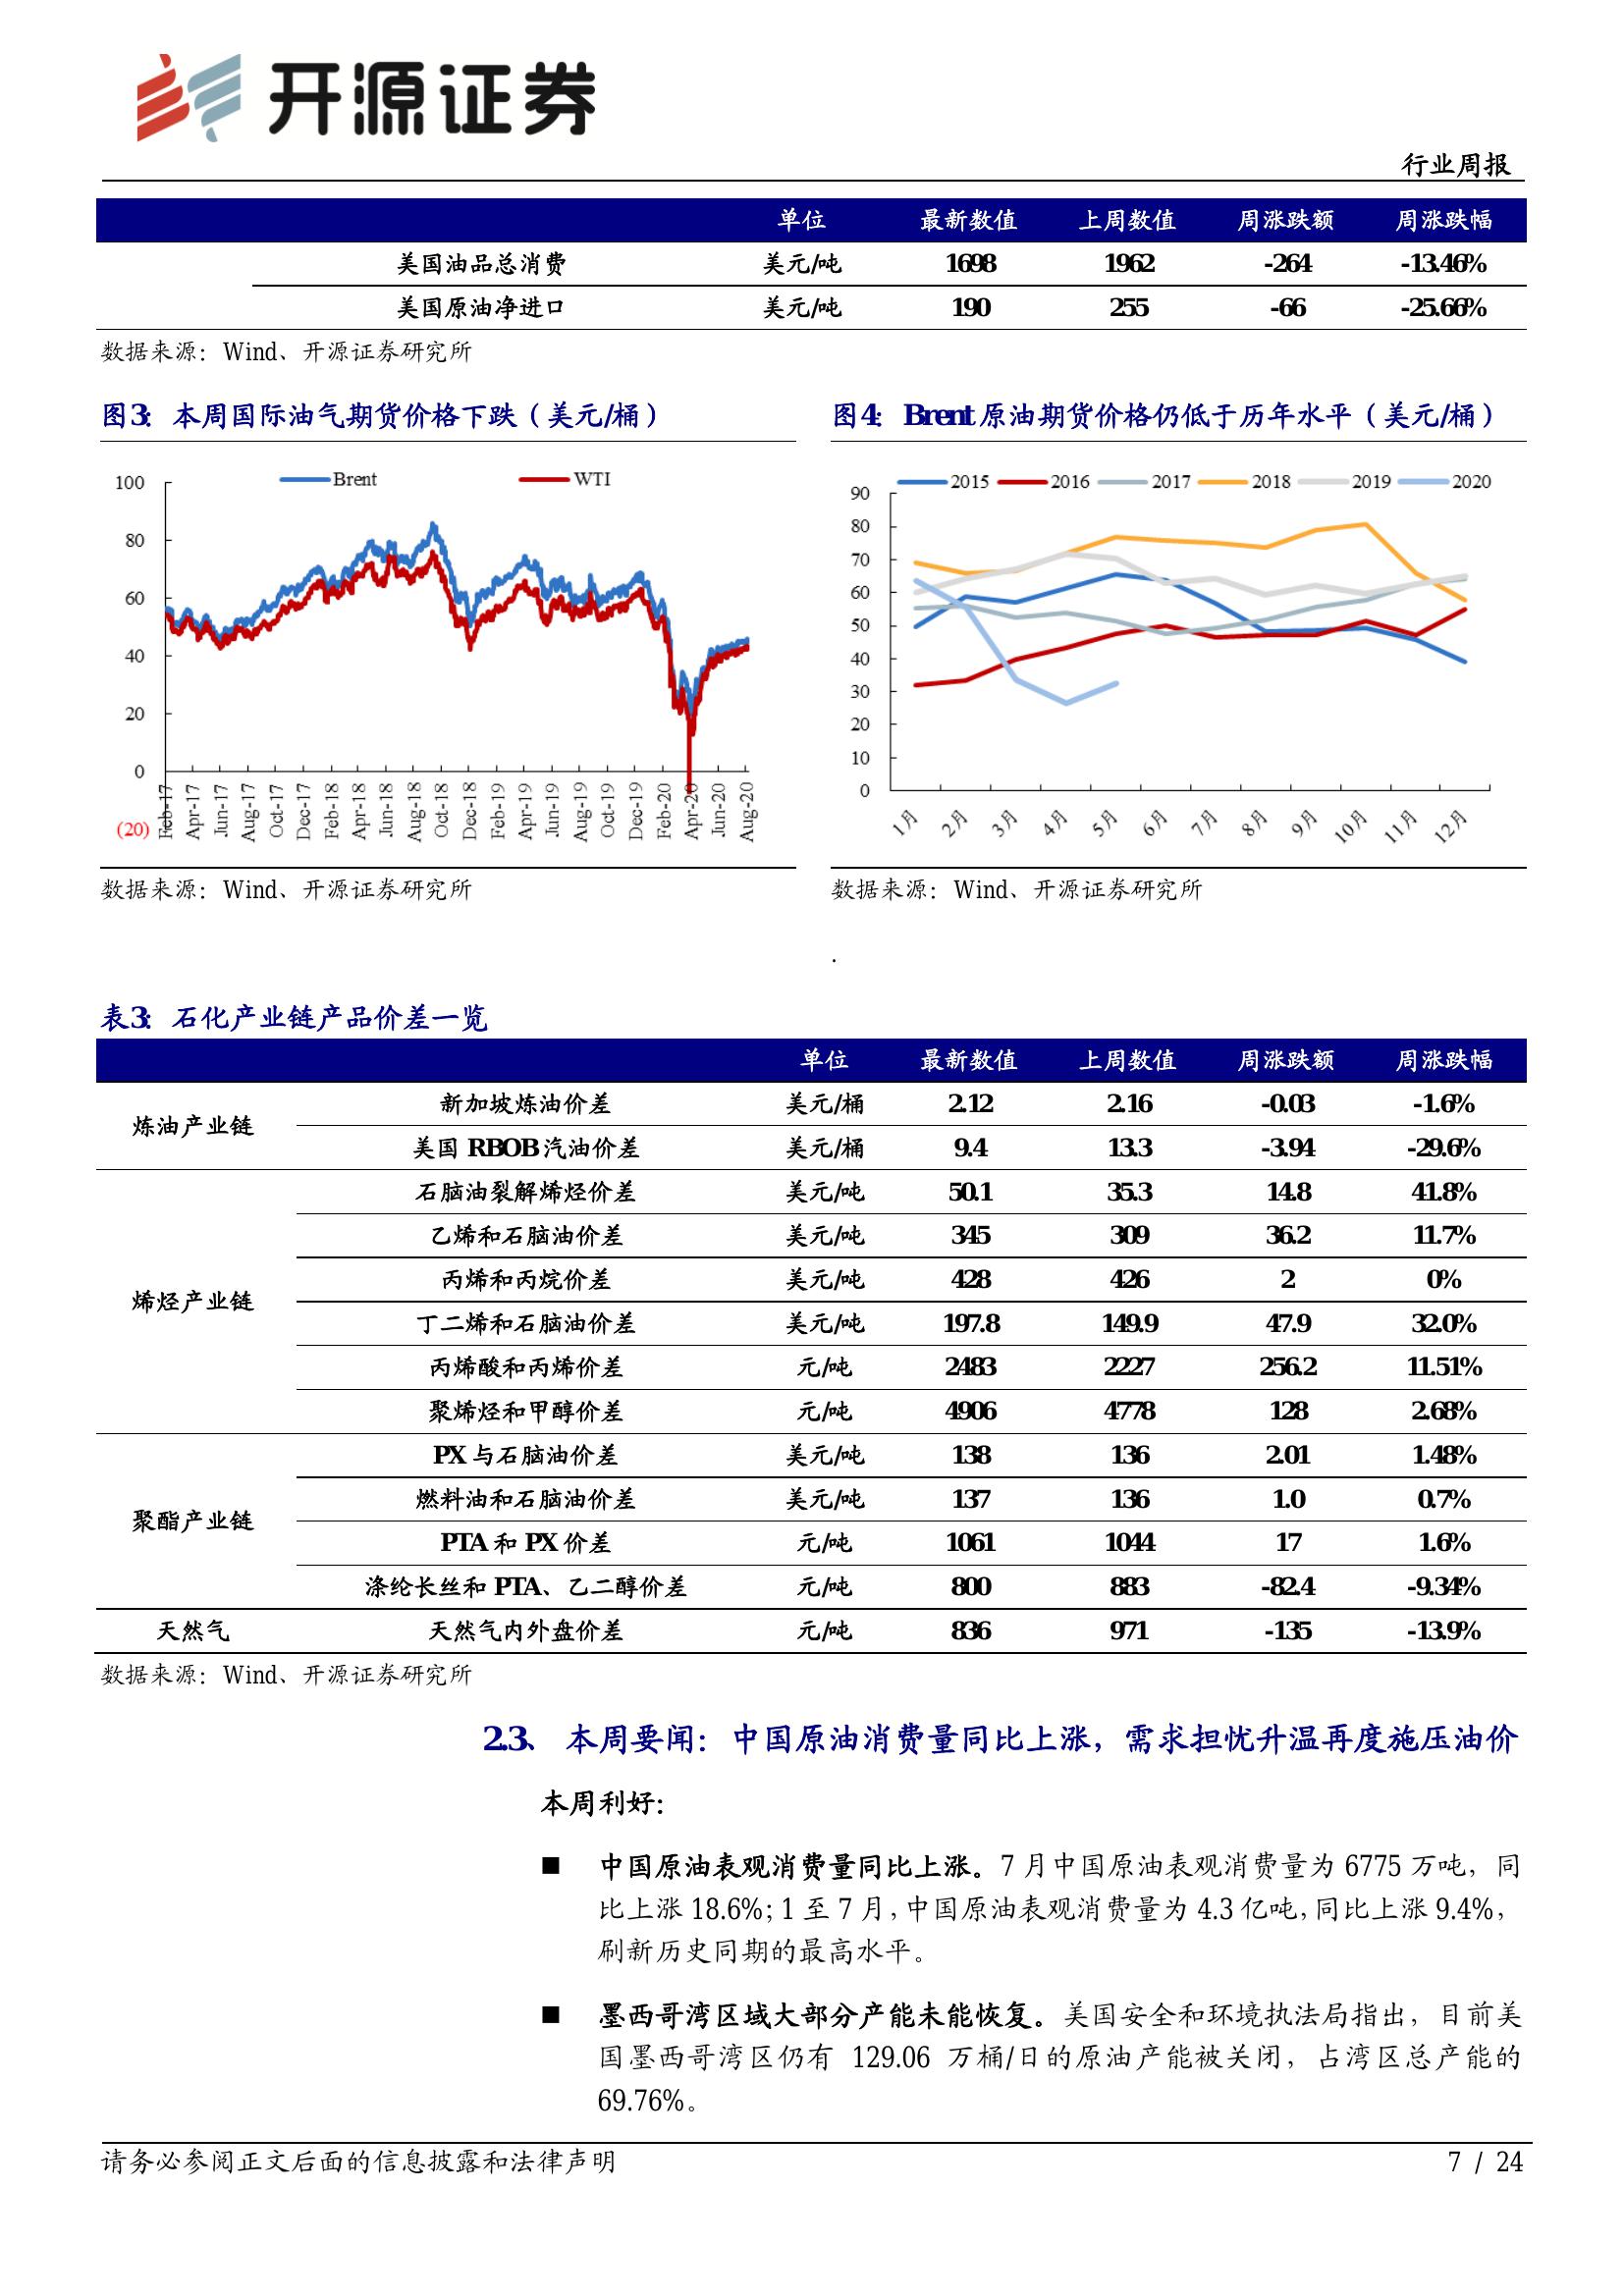 开源证券
行业周报
单位 最新数值 上周数值 周涨跌额 周涨跌幅
美国油品总消费 美元/吨 1698 1962 -264 -13.46%
美国原油净进口 美元/吨 190 255 -66 -25.66%
数据来源：Wind、开源证券研究所
图3：本周国际油气期货价格下跌（美元/桶）
Brent WTI
100
80
60
40
20
0
(20)
Feb-17 Apr-17 Jun-17 Aug-17 Oct-17 Dec-17 Feb-18 Apr-18 Jun-18 Aug-18 Oct-18 Dec-18 Feb-19 Apr-19 Jun-19 Aug-19 Oct-19 Dec-19 Feb-20 Apr-20 Jun-20 Aug-20
数据来源：Wind、开源证券研究所
图4：Brent原油期货价格仍低于历年水平（美元/桶）
2015 2016 2017 2018 2019 2020
90
80
70
60
50
40
30
20
10
0
1月 2月 3月 4月 5月 6月 7月 8月 9月 10月 11月 12月
数据来源：Wind、开源证券研究所
.
表3：石化产业链产品价差一览
单位 最新数值 上周数值 周涨跌额 周涨跌幅
炼油产业链
新加坡炼油价差 美元/桶 2.12 2.16 -0.03 -1.6%
美国 RBOB 汽油价差 美元/桶 9.4 13.3 -3.94 -29.6%
烯烃产业链
石脑油裂解烯烃价差 美元/吨 50.1 35.3 14.8 41.8%
乙烯和石脑油价差 美元/吨 345 309 36.2 11.7%
丙烯和丙烷价差 美元/吨 428 426 2 0%
丁二烯和石脑油价差 美元/吨 197.8 149.9 47.9 32.0%
丙烯酸和丙烯价差 元/吨 2483 2227 256.2 11.51%
聚烯烃和甲醇价差 元/吨 4906 4778 128 2.68%
聚酯产业链
PX 与石脑油价差 美元/吨 138 136 2.01 1.48%
燃料油和石脑油价差 美元/吨 137 136 1.0 0.7%
PTA 和 PX 价差 元/吨 1061 1044 17 1.6%
涤纶长丝和 PTA、乙二醇价差 元/吨 800 883 -82.4 -9.34%
天然气 天然气内外盘价差 元/吨 836 971 -135 -13.9%
数据来源：Wind、开源证券研究所
2.3、 本周要闻：中国原油消费量同比上涨，需求担忧升温再度施压油价
本周利好：
■ 中国原油表观消费量同比上涨。7 月中国原油表观消费量为 6775 万吨，同
比上涨 18.6%；1 至 7 月，中国原油表观消费量为 4.3 亿吨，同比上涨 9.4%，
刷新历史同期的最高水平。
■ 墨西哥湾区域大部分产能未能恢复。美国安全和环境执法局指出，目前美
国墨西哥湾区仍有 129.06 万桶/日的原油产能被关闭，占湾区总产能的
69.76%。
请务必参阅正文后面的信息披露和法律声明 7 / 24